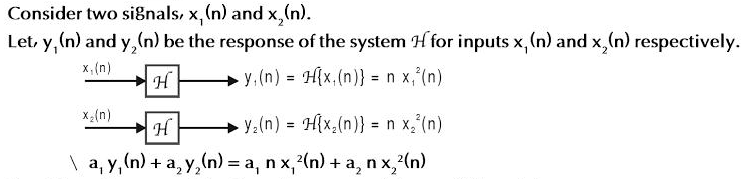 Consider two signals, x₁(n) and x₂(n).
Let, y₁(n) and y₂(n) be the response of the system ℋ for inputs x₁(n) and x₂(n) respectively.
x₁(n) ℋ y₁(n) = ℋ{x₁(n)} = n x₁²(n)
x₂(n) ℋ y₂(n) = ℋ{x₂(n)} = n x₂²(n)
\ a₁ y₁(n) + a₂ y₂(n) = a₁ n x₁²(n) + a₂ n x₂²(n)